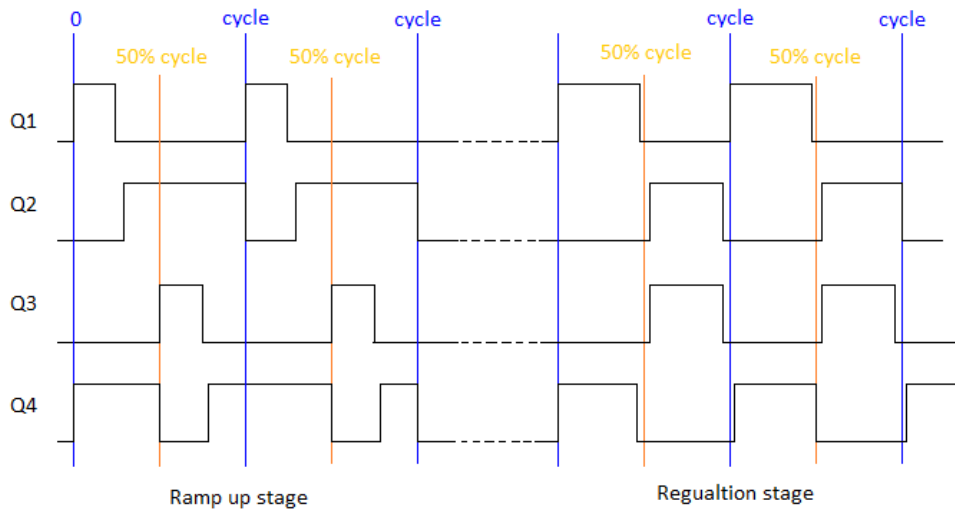 0 cycle cycle cycle cycle
50% cycle 50% cycle 50% cycle 50% cycle
Q1
Q2
Q3
Q4
Ramp up stage Regualtion stage